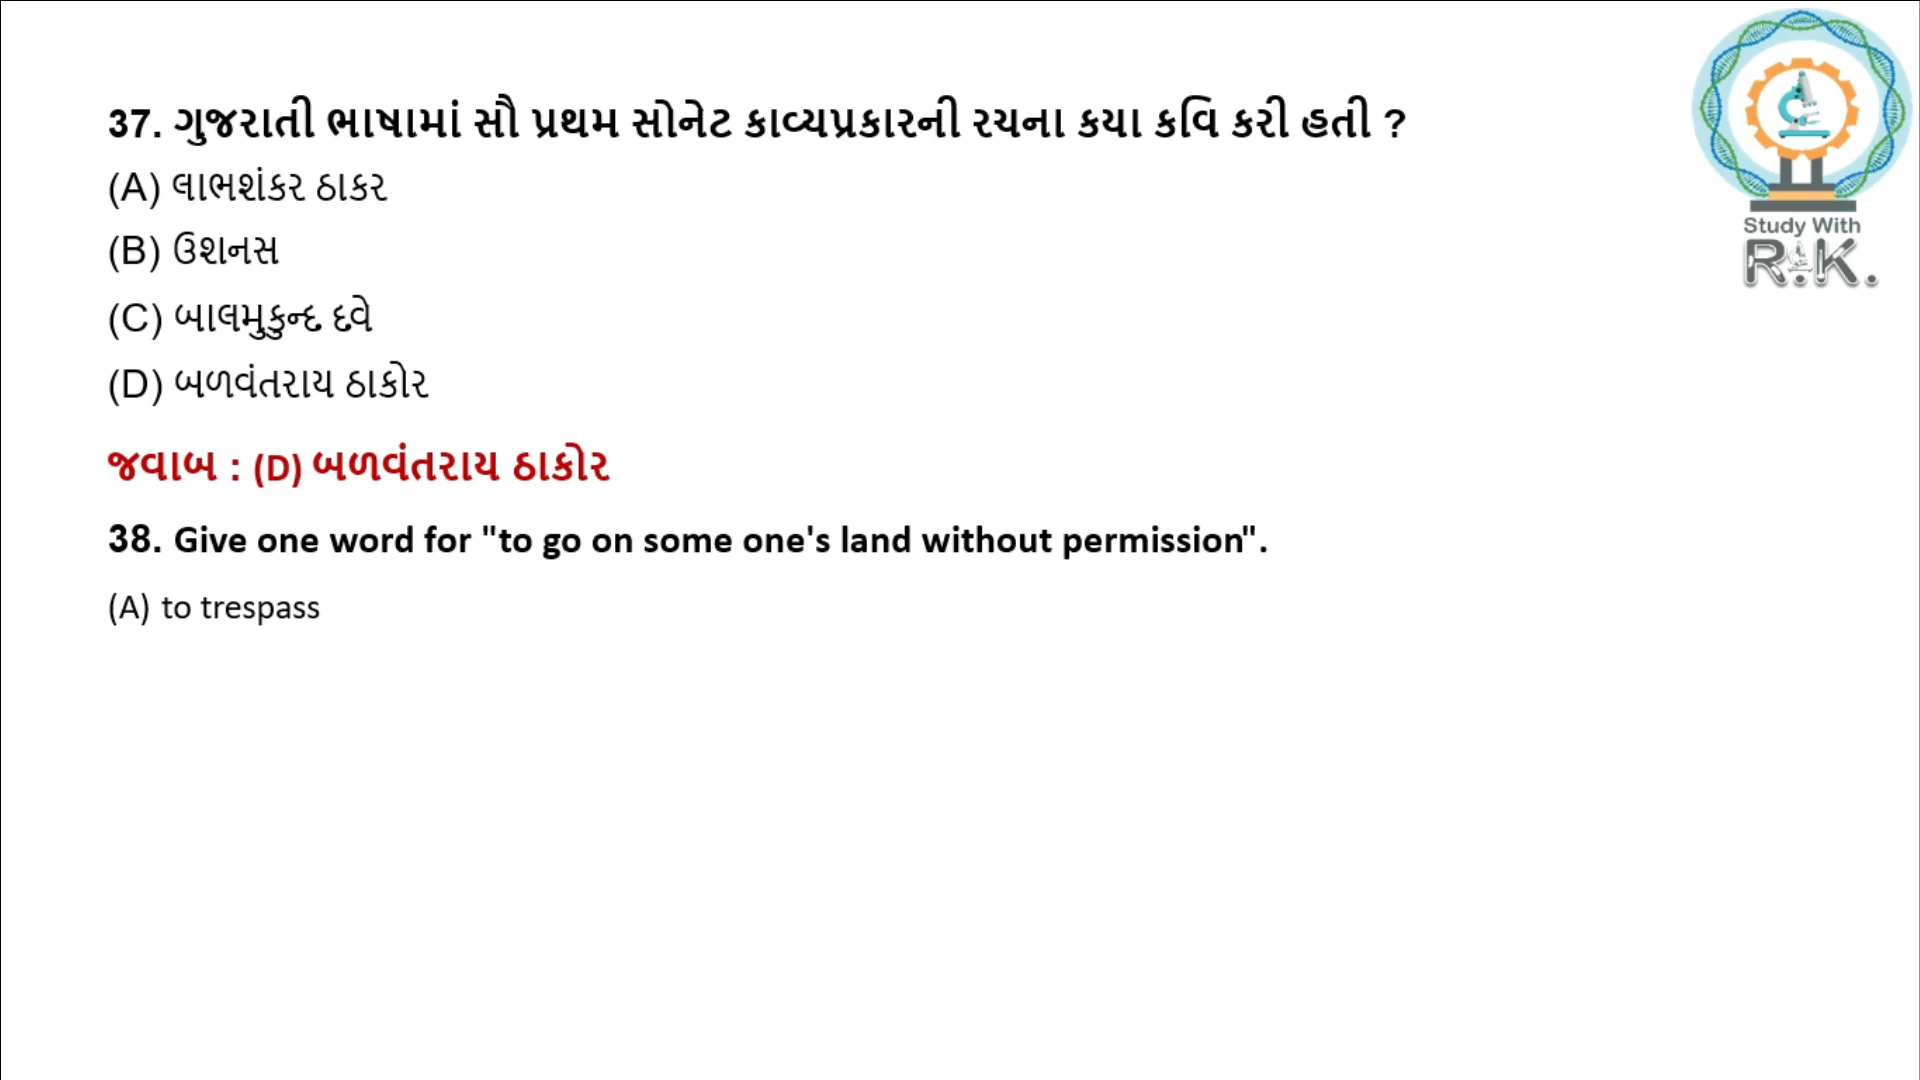 37. ગુજરાતી ભાષામાં સૌ પ્રથમ સોનેટ કાવ્યપ્રકારની રચના કયા કવિ કરી હતી ?
(A) લાભશંકર ઠાકર
(B) ઉશનસ
(C) બાલમુકુન્દ દવે
(D) બળવંતરાય ઠાકોર
જવાબ : (D) બળવંતરાય ઠાકોર
38. Give one word for "to go on some one's land without permission".
(A) to trespass
Study With
R.K.